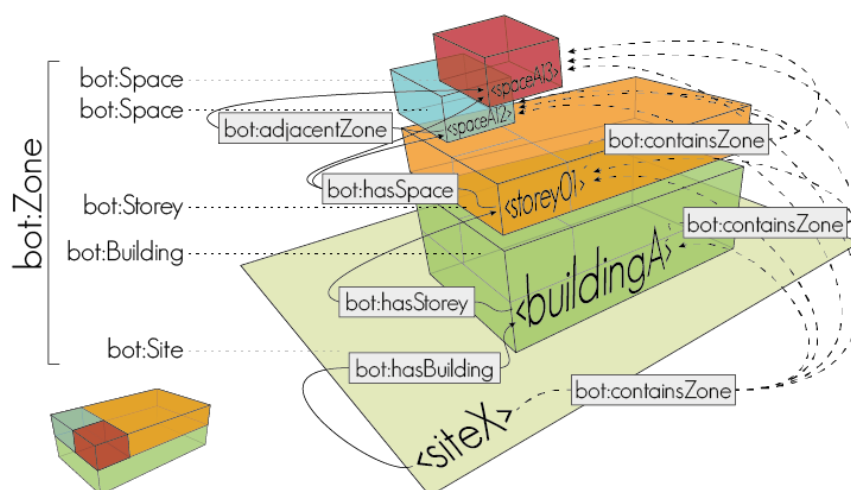 bot:Zone
bot:Space
bot:Space
bot:Storey
bot:Building
bot:Site
<spaceA13>
<spaceA12>
bot:adjacentZone
bot:containsZone
bot:hasSpace
<storey01>
bot:containsZone
<buildingA>
bot:hasStorey
bot:hasBuilding
bot:containsZone
<siteX>